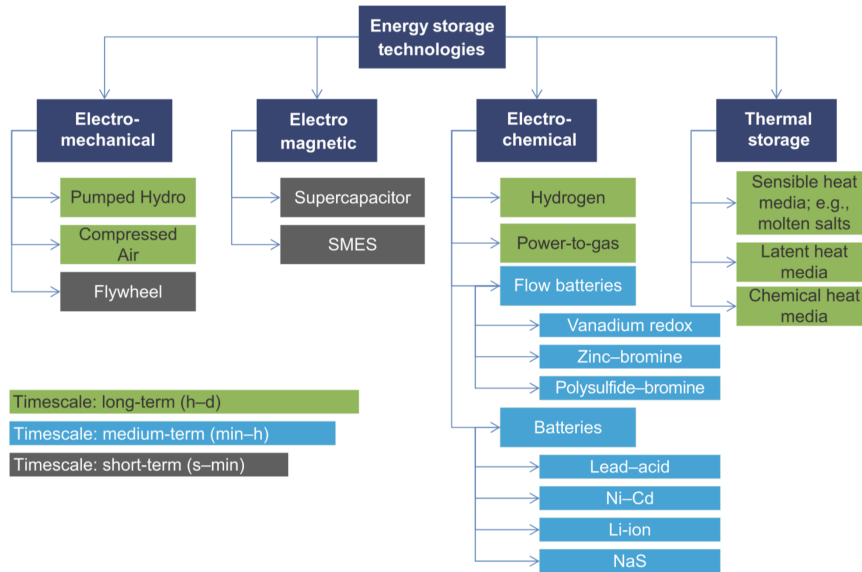 Energy storage
technologies
Electro-
mechanical
Electro
magnetic
Electro-
chemical
Thermal
storage
Pumped Hydro
Compressed
Air
Flywheel
Supercapacitor
SMES
Hydrogen
Power-to-gas
Flow batteries
Vanadium redox
Zinc–bromine
Polysulfide–bromine
Batteries
Lead–acid
Ni–Cd
Li-ion
NaS
Sensible heat
media; e.g.,
molten salts
Latent heat
media
Chemical heat
media
Timescale: long-term (h–d)
Timescale: medium-term (min–h)
Timescale: short-term (s–min)